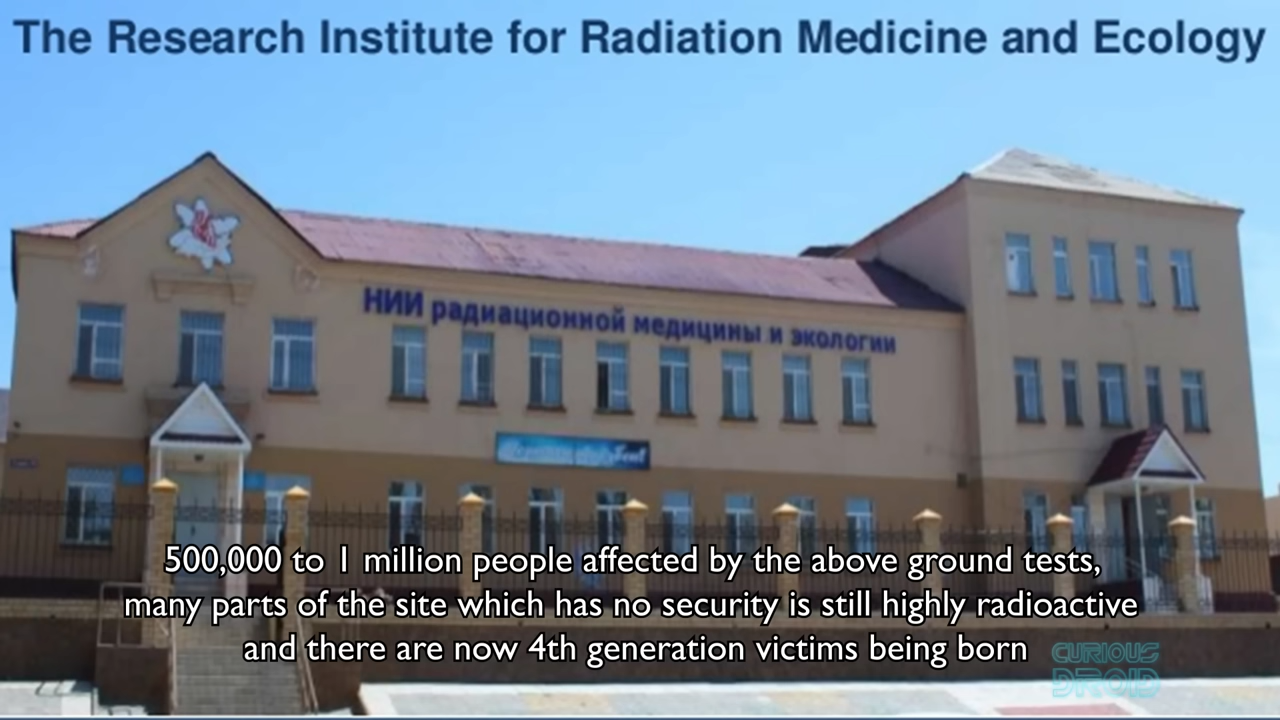 The Research Institute for Radiation Medicine and Ecology
НИИ радиационной медицины и экологии
500,000 to 1 million people affected by the above ground tests,
many parts of the site which has no security is still highly radioactive
and there are now 4th generation victims being born
CURIOUS
DROID